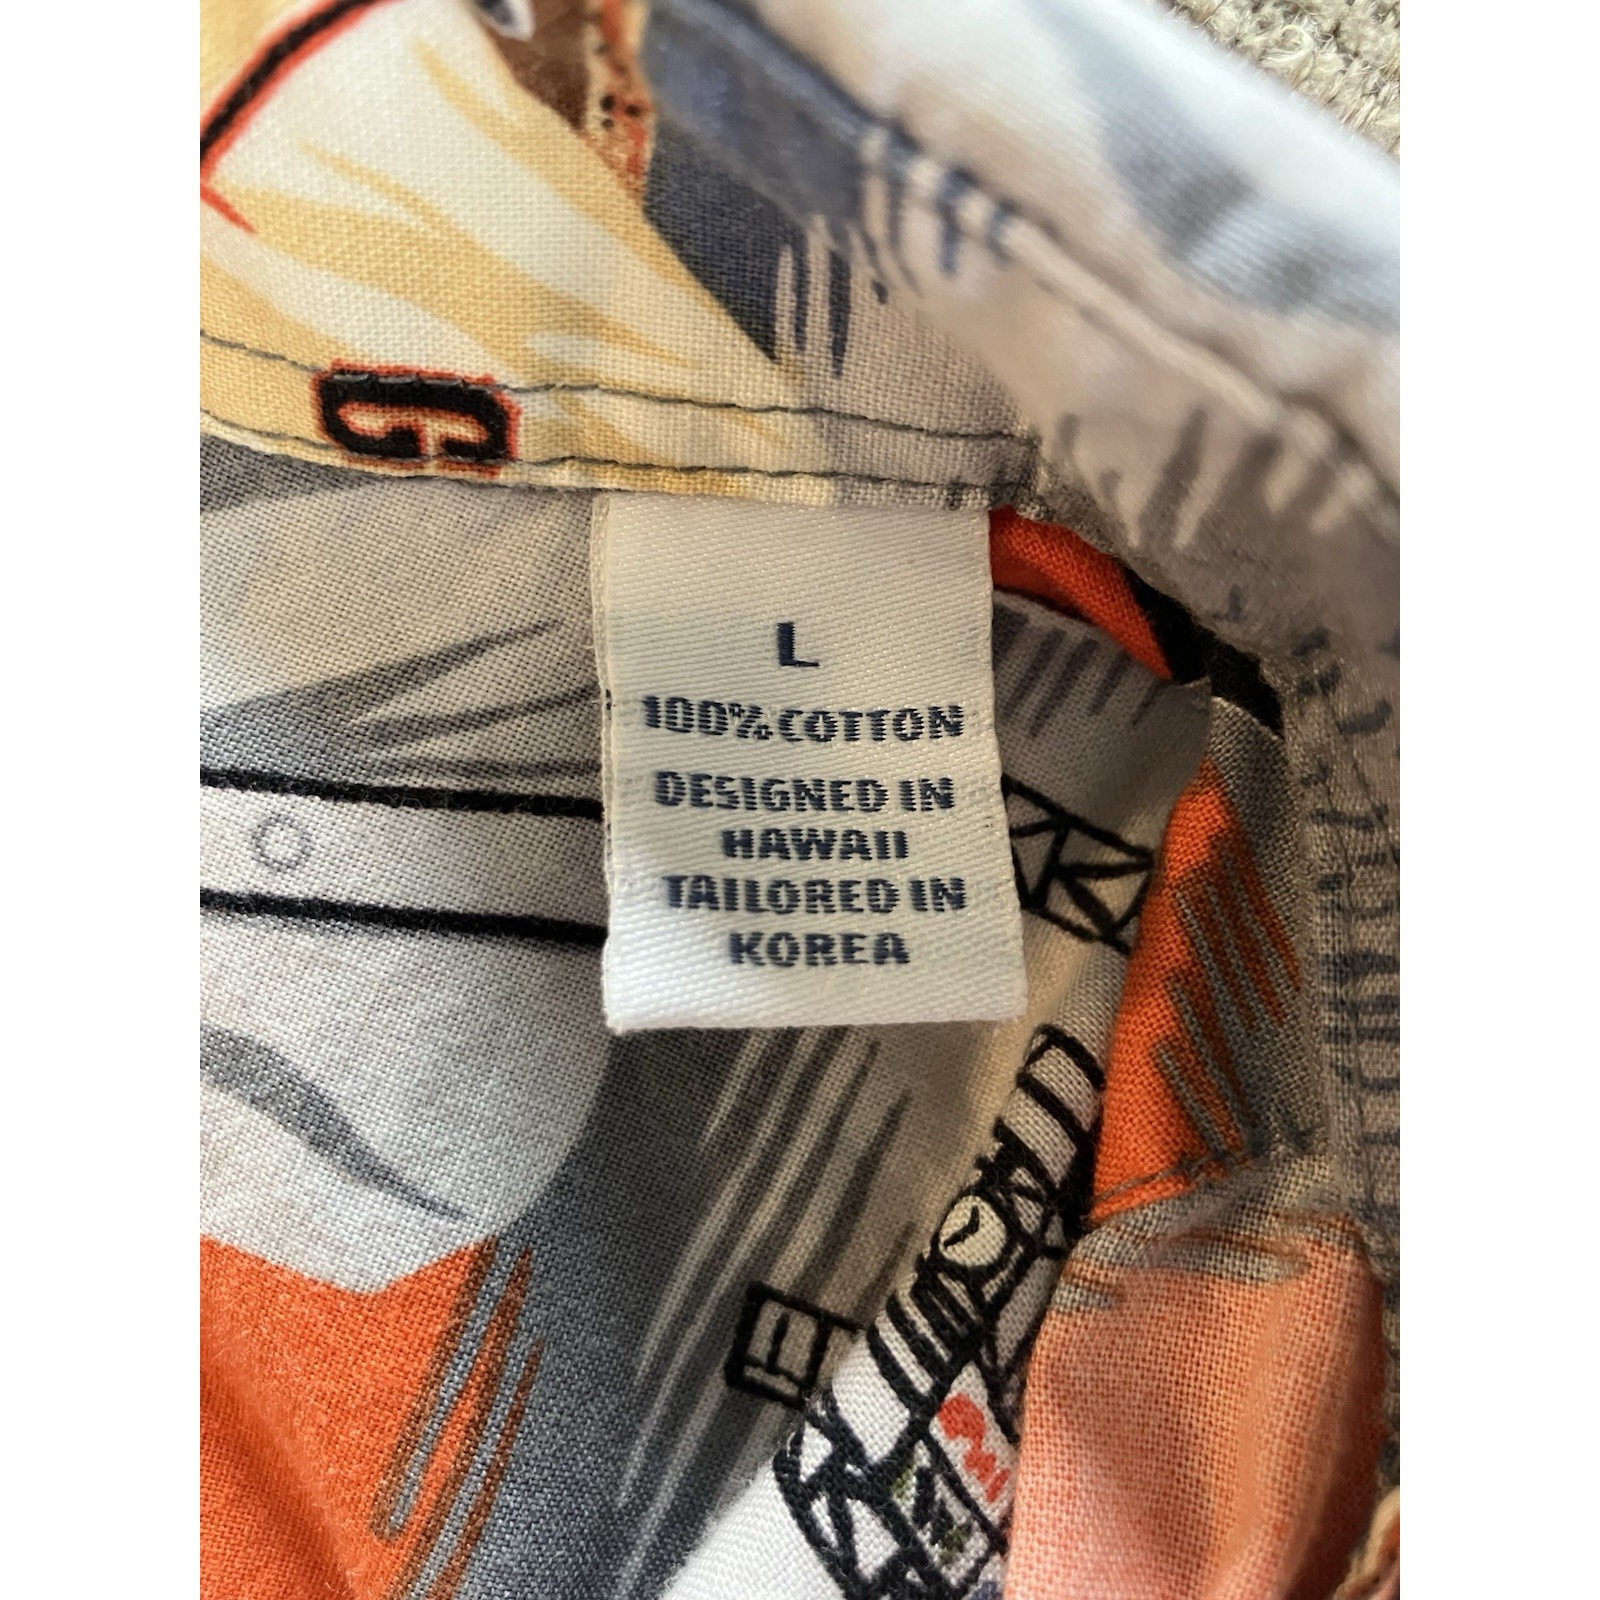 G
L
100% COTTON
DESIGNED IN
HAWAII
TAILORED IN
KOREA